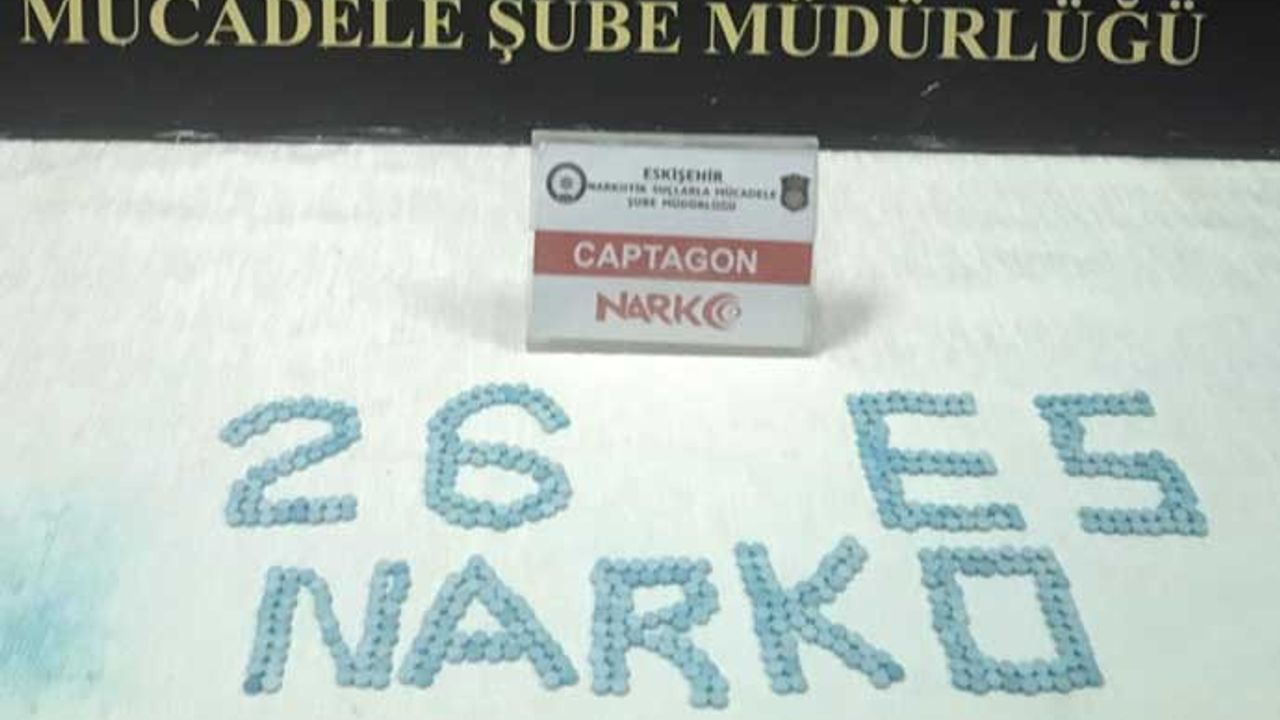 MÜCADELE ŞUBE MÜDÜRLÜĞÜ
ESKİŞEHİR
NARKOTİK SUÇLARLA MÜCADELE
ŞUBE MÜDÜRLÜĞÜ
CAPTAGON
NARKO
26 ES
NARKO